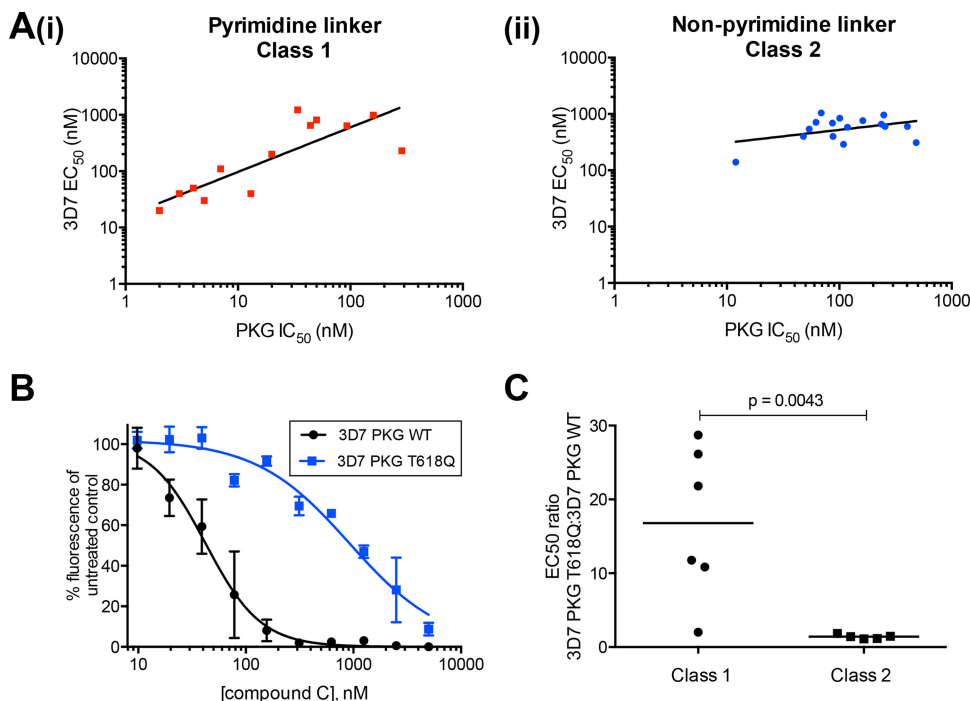 A(i)
Pyrimidine linker
Class 1
10000
1000
100
10
1
3D7 EC50 (nM)
1
10
100
1000
PKG IC50 (nM)
(ii)
Non-pyrimidine linker
Class 2
10000
1000
100
10
1
3D7 EC50 (nM)
1
10
100
1000
PKG IC50 (nM)
B
3D7 PKG WT
3D7 PKG T618Q
% fluorescence of
untreated control
100
80
60
40
20
0
10
100
1000
10000
[compound C], nM
C
p = 0.0043
EC50 ratio
3D7 PKG T618Q:3D7 PKG WT
30
20
10
0
Class 1
Class 2